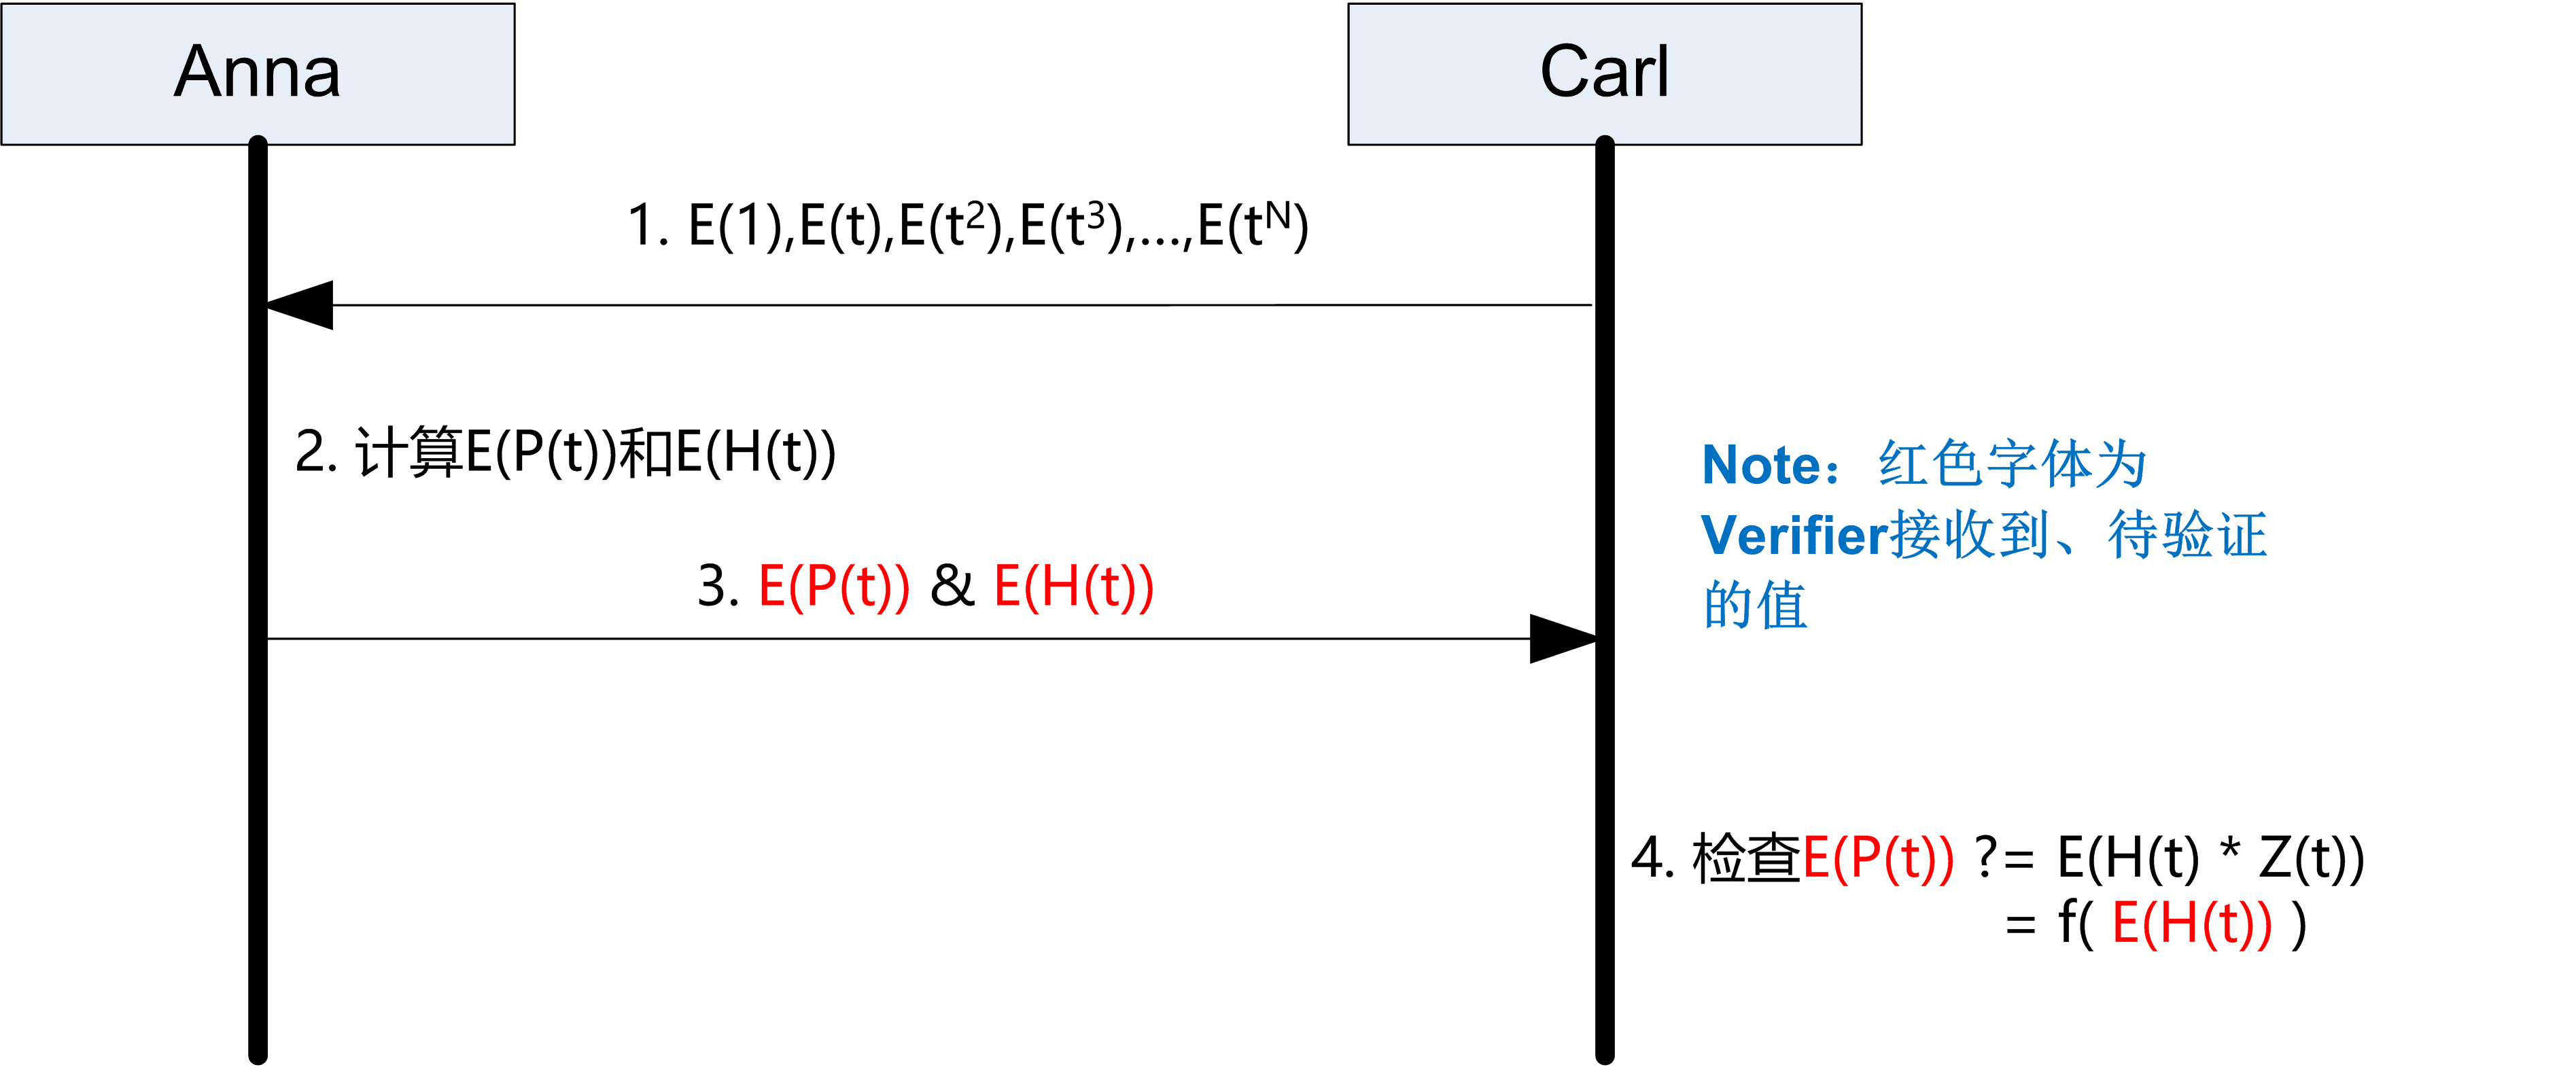 Anna
Carl
1. E(1),E(t),E(t²),E(t³),...,E(tᴺ)
2. 计算E(P(t))和E(H(t))
Note：红色字体为
Verifier接收到、待验证
的值
3. E(P(t)) & E(H(t))
4. 检查E(P(t)) ?= E(H(t) * Z(t))
= f( E(H(t)) )